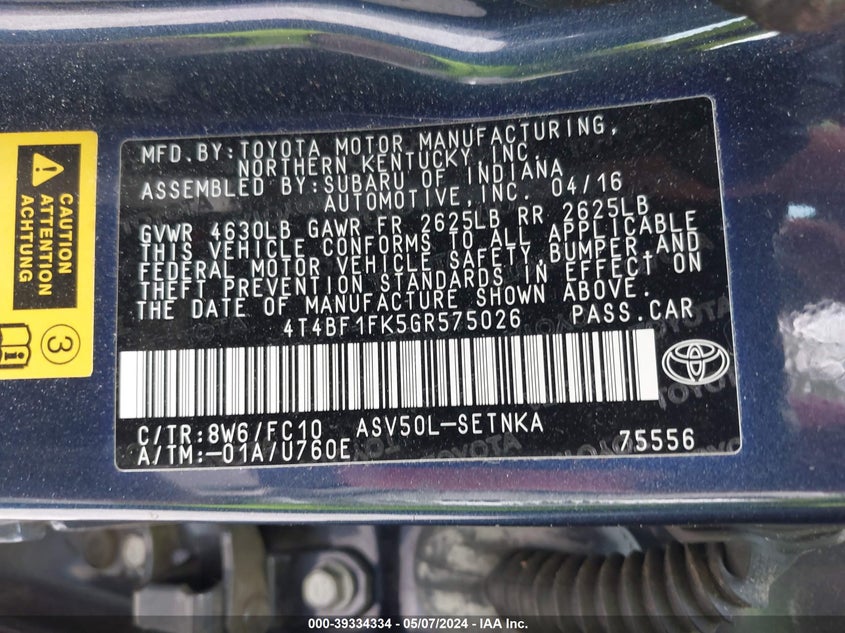 CAUTION
ATTENTION
ACHTUNG
3
MFD.BY:TOYOTA MOTOR MANUFACTURING,
NORTHERN KENTUCKY,INC.
ASSEMBLED BY:SUBARU OF INDIANA
AUTOMOTIVE,INC. 04/16
GVWR 4630LB GAWR FR 2625LB RR 2625LB
THIS VEHICLE CONFORMS TO ALL APPLICABLE
FEDERAL MOTOR VEHICLE SAFETY,BUMPER,AND
THEFT PREVENTION STANDARDS IN EFFECT ON
THE DATE OF MANUFACTURE SHOWN ABOVE.
4T4BF1FK5GR575026 PASS.CAR
C/TR:8W6/FC10 ASV50L-SETNKA
A/TM:-01A/U760E 75556
000-39334334 — 05/07/2024 — IAA Inc.